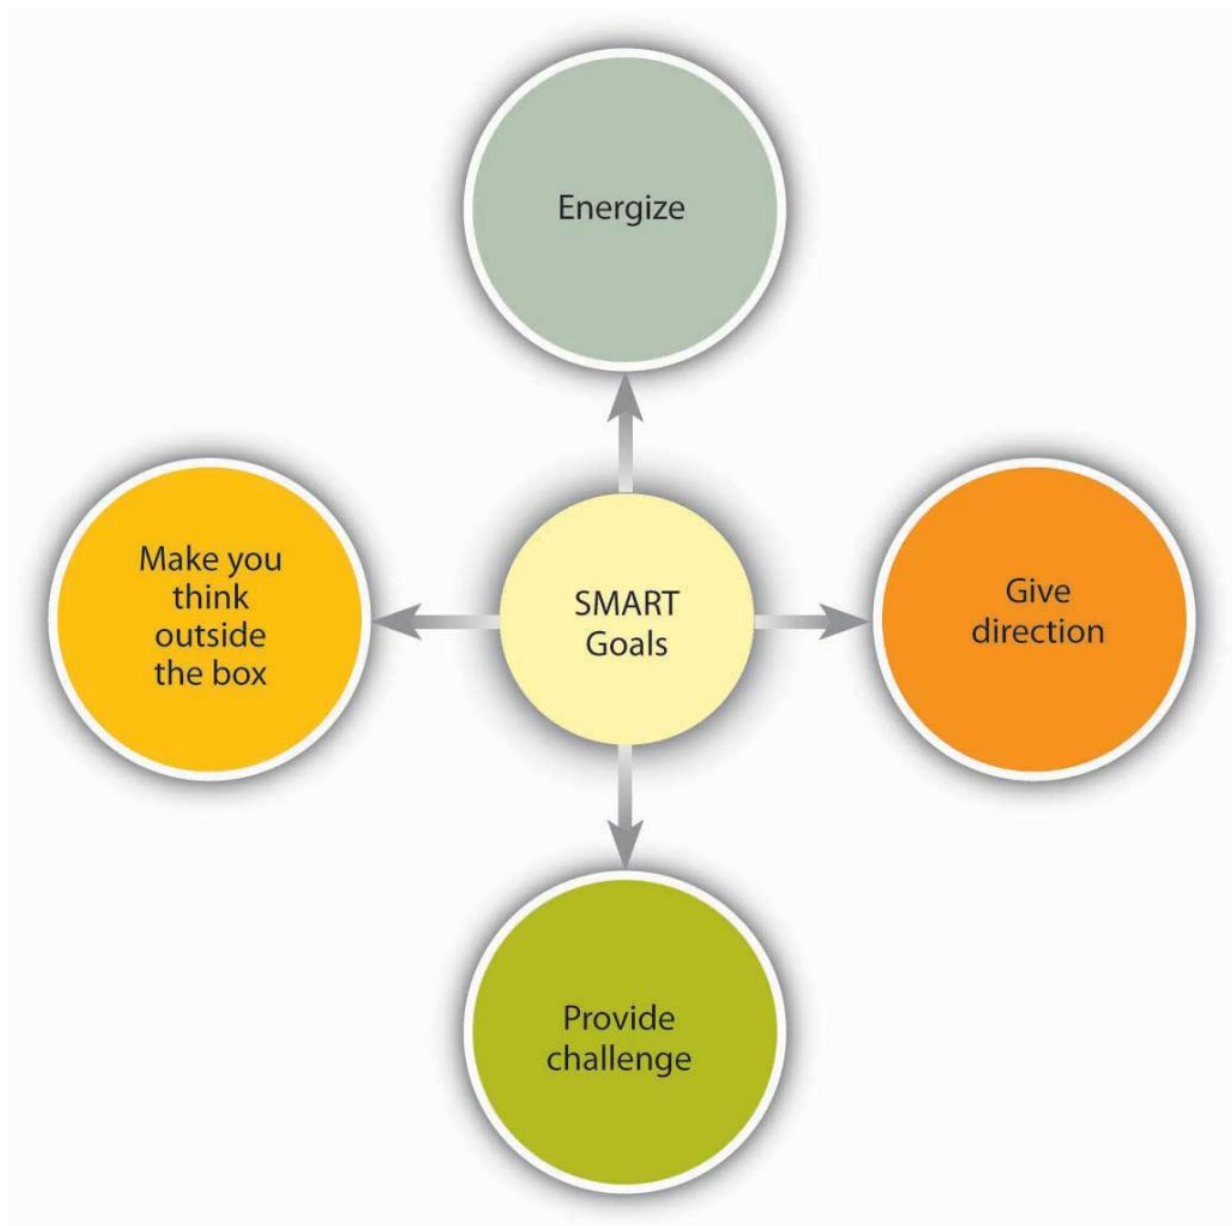 Energize
Make you
think
outside
the box
SMART
Goals
Give
direction
Provide
challenge